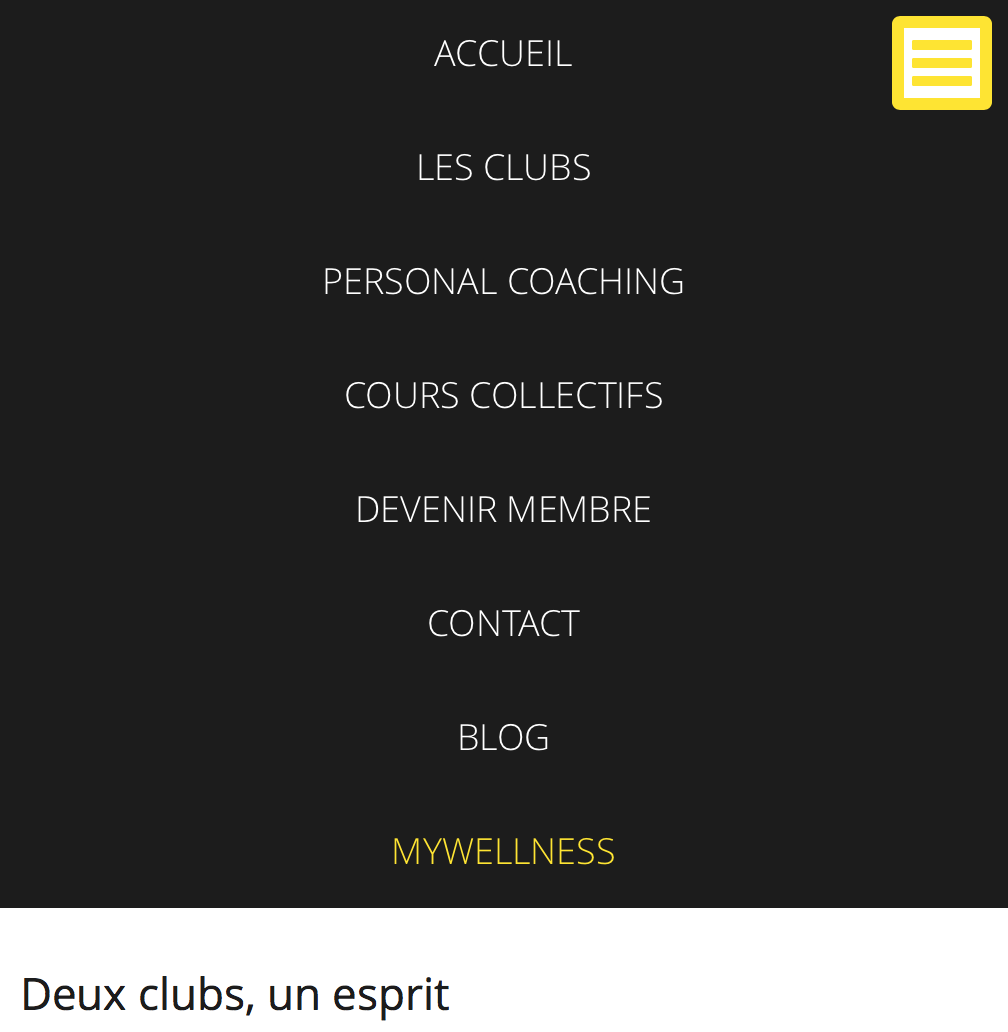 ACCUEIL
LES CLUBS
PERSONAL COACHING
COURS COLLECTIFS
DEVENIR MEMBRE
CONTACT
BLOG
MYWELLNESS
Deux clubs, un esprit